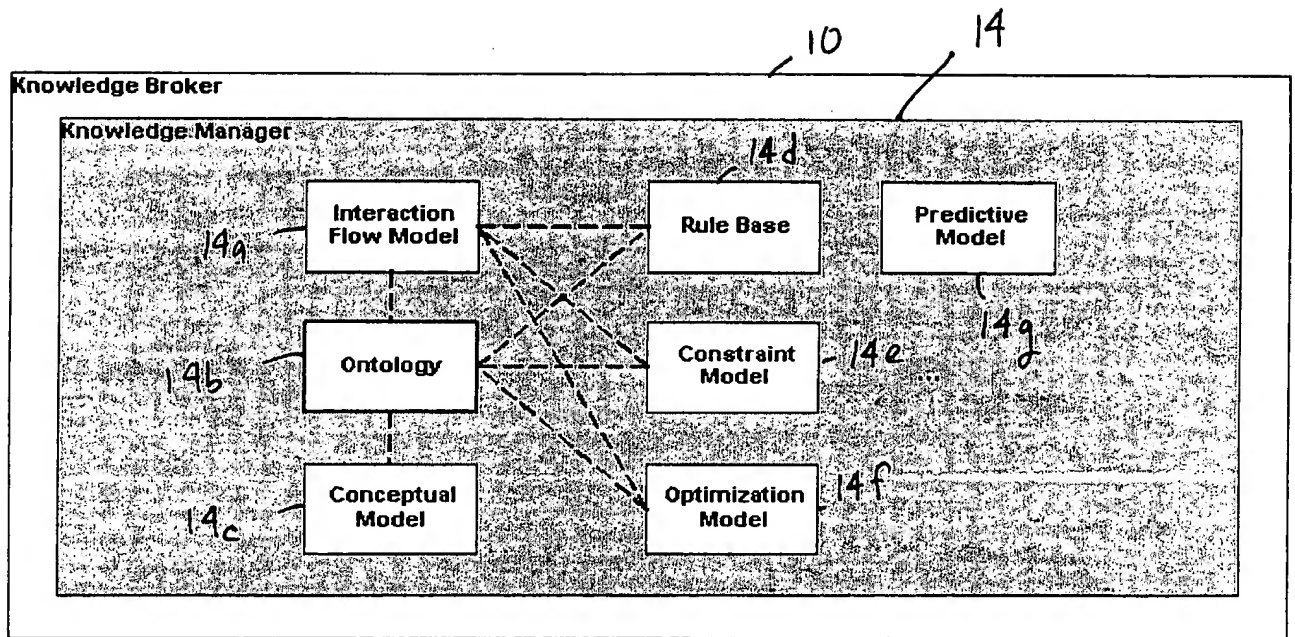 10
14
Knowledge Broker
Knowledge Manager
14d
Interaction
Flow Model
Rule Base
Predictive
Model
14a
14g
Ontology
Constraint
Model
14e
...
14b
Conceptual
Model
Optimization
Model
14f
14c